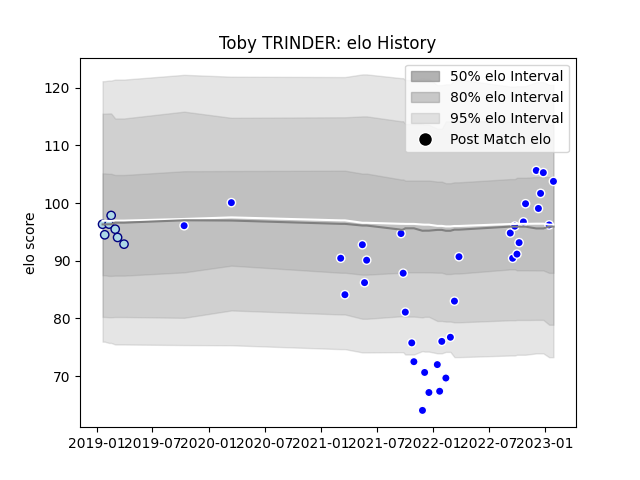 Toby TRINDER: elo History
50% elo Interval
80% elo Interval
95% elo Interval
Post Match elo
elo score
120
110
100
90
80
70
2019-01
2019-07
2020-01
2020-07
2021-01
2021-07
2022-01
2022-07
2023-01